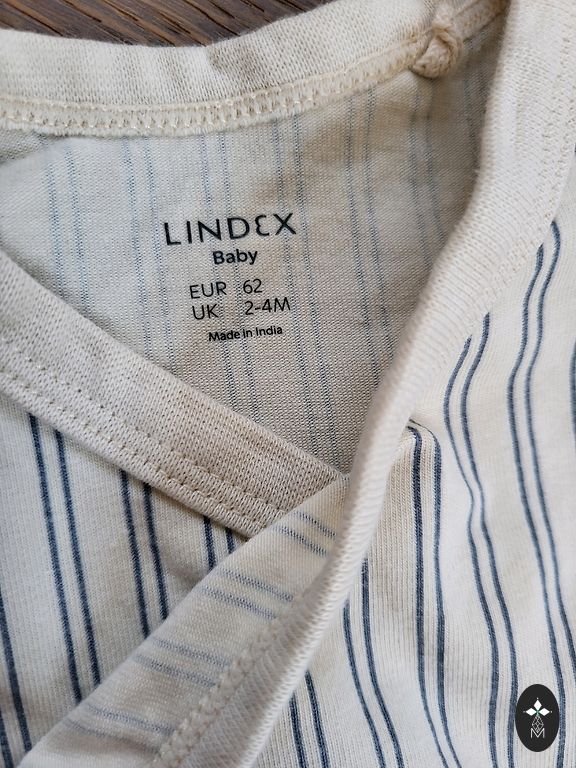 LINDEX
Baby
EUR 62
UK 2-4M
Made in India